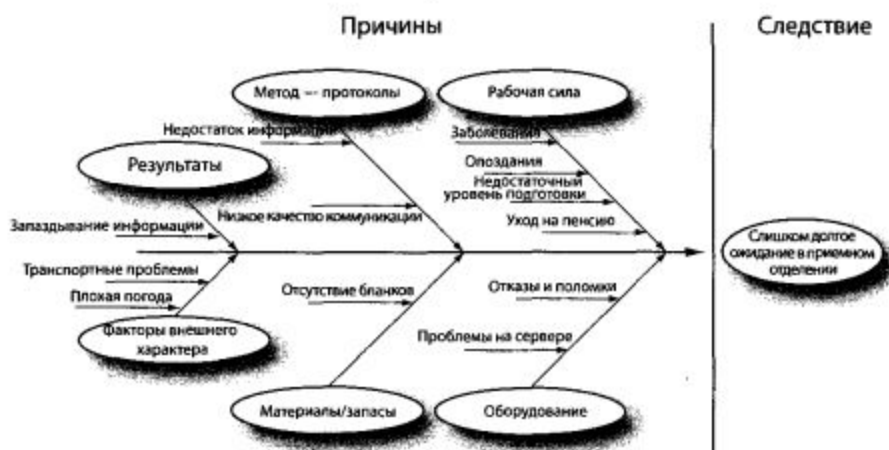 Причины
Следствие
Метод — протоколы
Рабочая сила
Недостаток информации
Заболевания
Результаты
Опоздания
Недостаточный
уровень подготовки
Низкое качество коммуникации
Уход на пенсию
Запаздывание информации
Слишком долгое
ожидание в приемном
отделении
Транспортные проблемы
Плохая погода
Отсутствие бланков
Отказы и поломки
Факторы внешнего
характера
Проблемы на сервере
Материалы/запасы
Оборудование